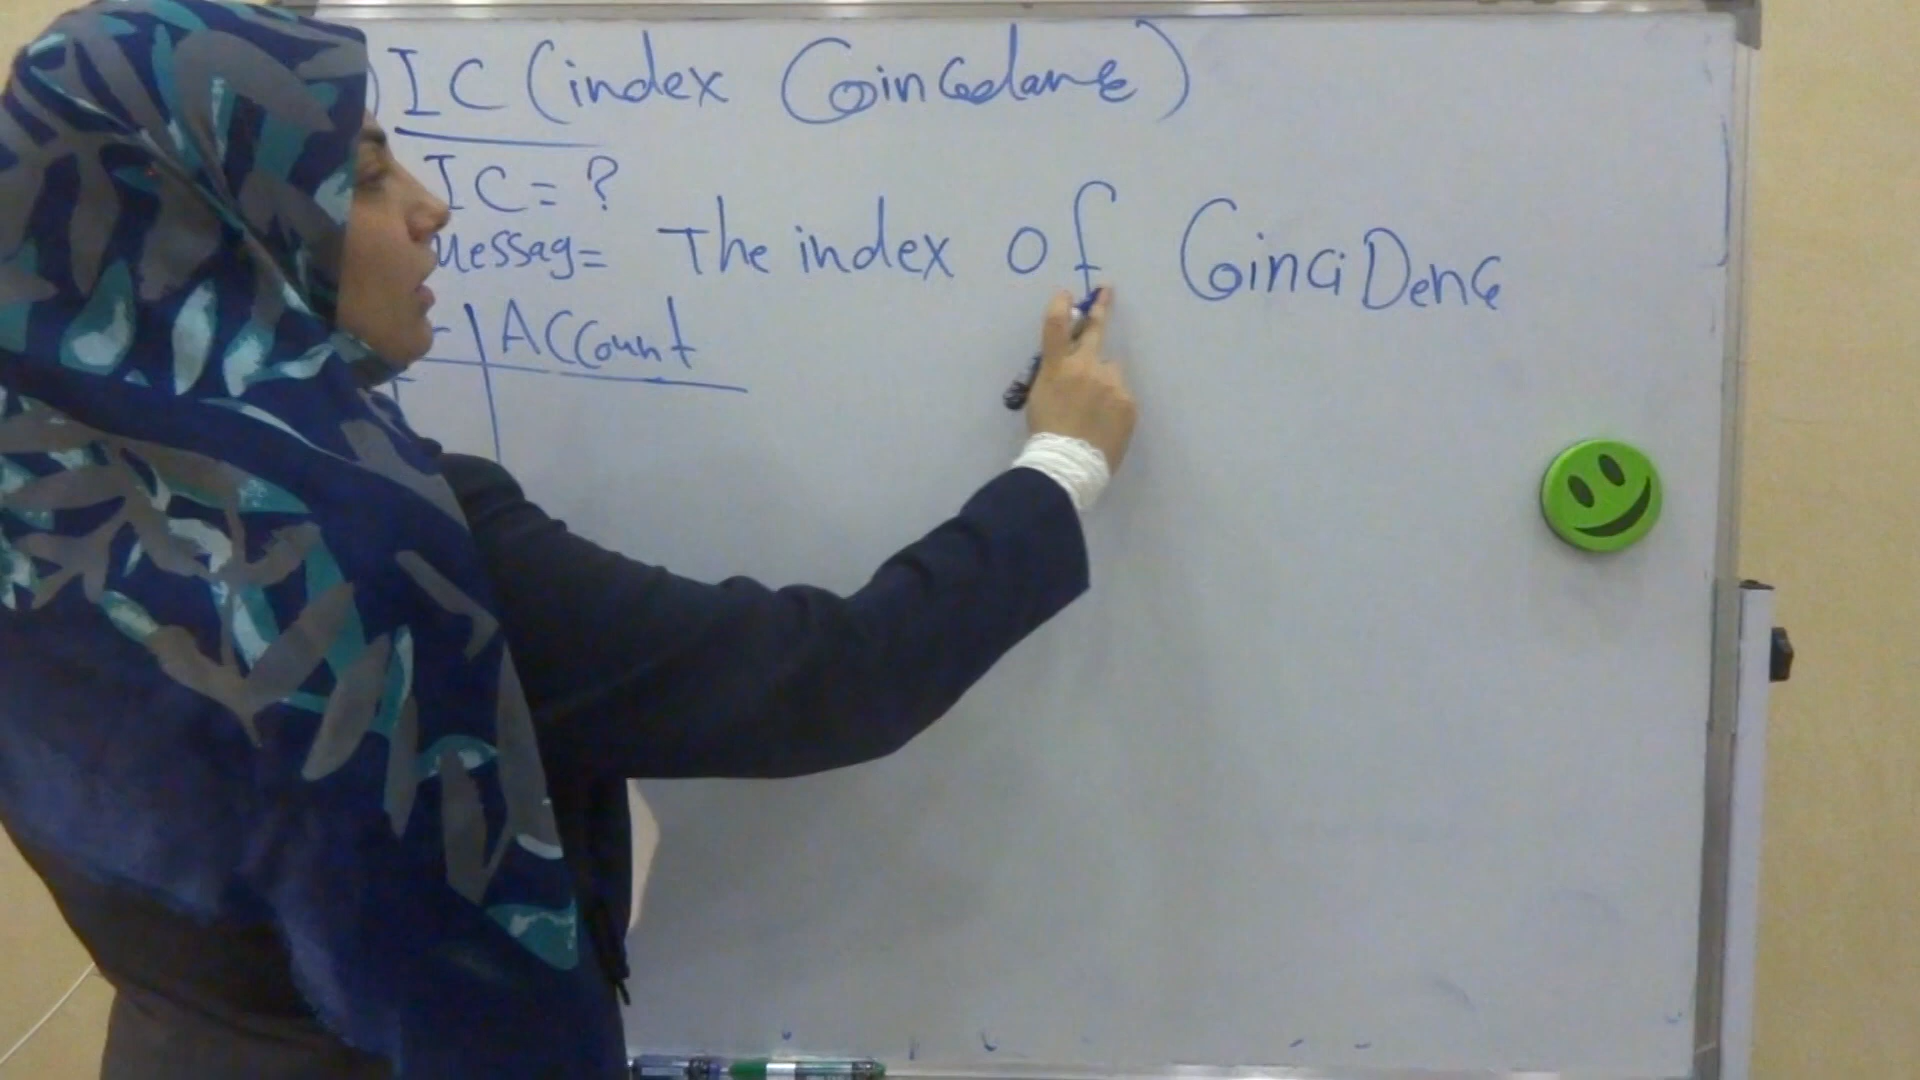 IC (index Coincedance)
IC = ?
Messag = The index of CoinciDence
Account